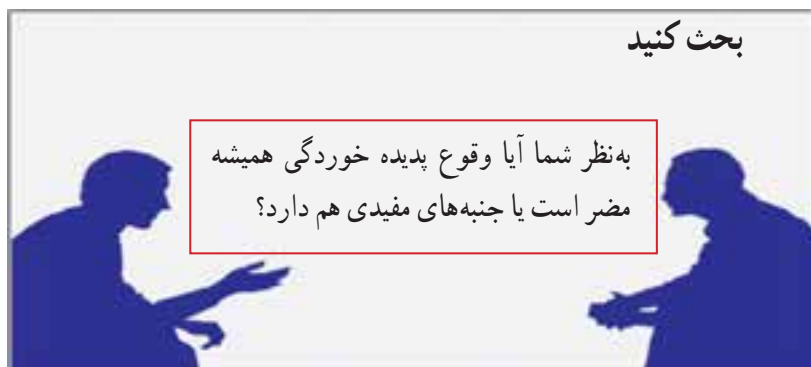 بحث کنید
به‌نظر شما آیا وقوع پدیده خوردگی همیشه
مضر است یا جنبه‌های مفیدی هم دارد؟